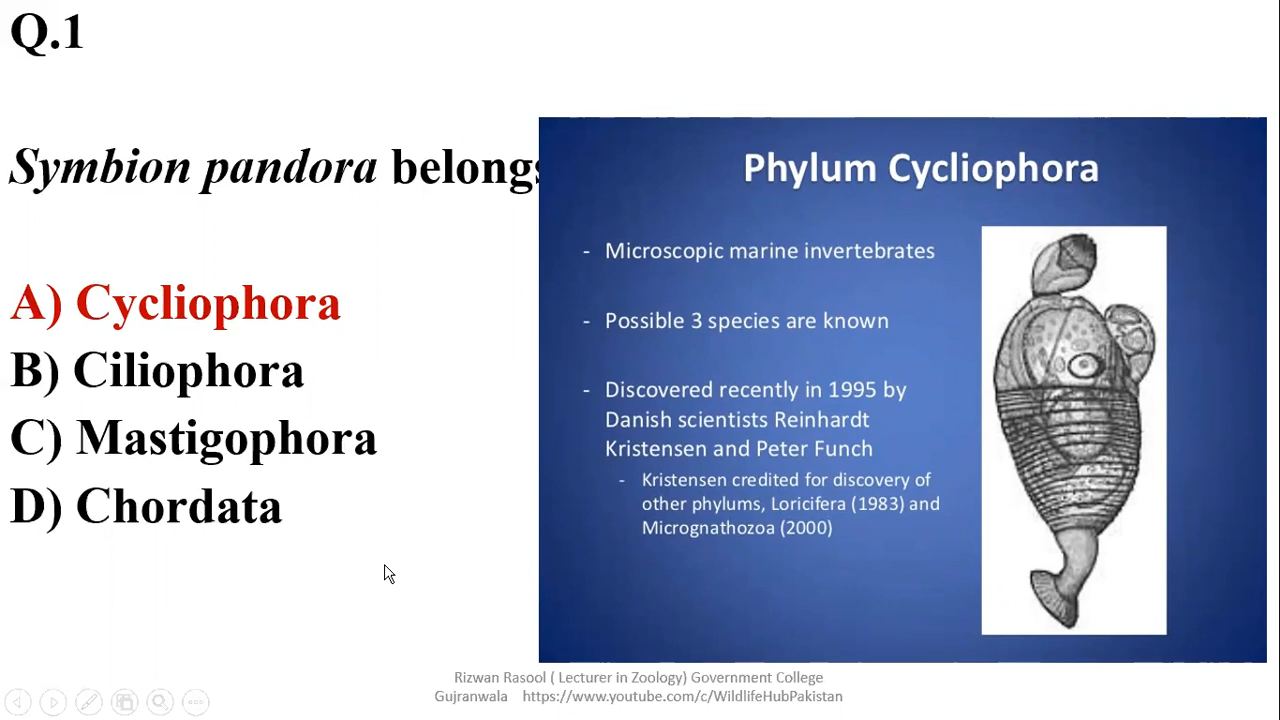 Q.1
Symbion pandora belongs
A) Cycliophora
B) Ciliophora
C) Mastigophora
D) Chordata
Phylum Cycliophora
- Microscopic marine invertebrates
- Possible 3 species are known
- Discovered recently in 1995 by
Danish scientists Reinhardt
Kristensen and Peter Funch
- Kristensen credited for discovery of
other phylums, Loricifera (1983) and
Micrognathozoa (2000)
Rizwan Rasool ( Lecturer in Zoology) Government College
Gujranwala https://www.youtube.com/c/WildlifeHubPakistan